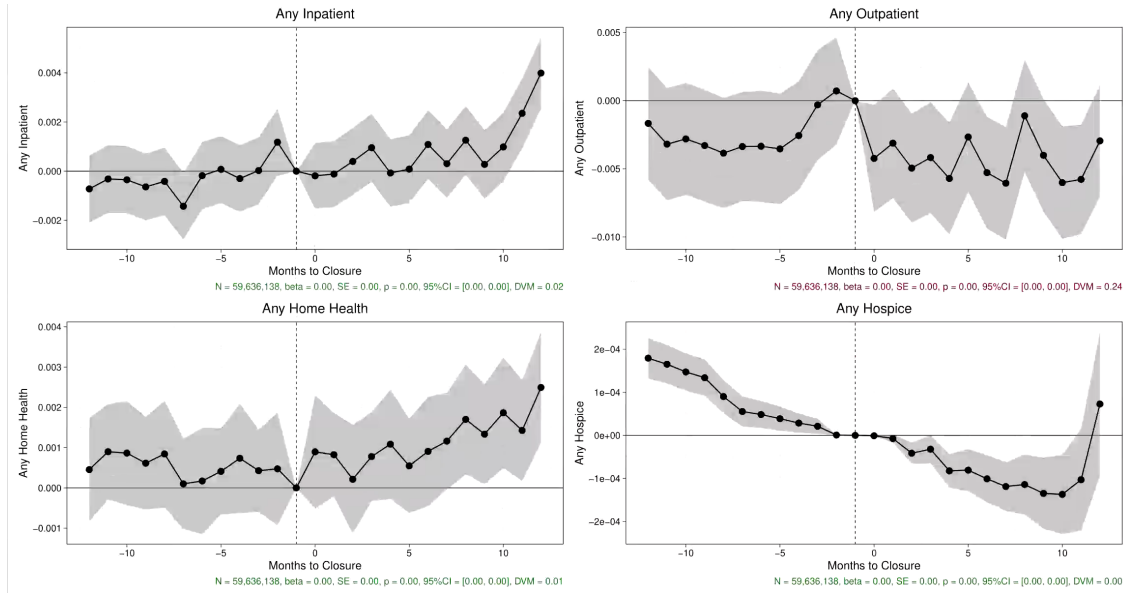 Any Inpatient
Any Inpatient
0.004
0.002
0.000
−0.002
−10
−5
0
5
10
Months to Closure
N = 59,636,138, beta = 0.00, SE = 0.00, p = 0.00, 95%CI = [0.00, 0.00], DVM = 0.02
Any Outpatient
Any Outpatient
0.005
0.000
−0.005
−0.010
−10
−5
0
5
10
Months to Closure
N = 59,636,138, beta = 0.00, SE = 0.00, p = 0.00, 95%CI = [0.00, 0.00], DVM = 0.24
Any Home Health
Any Home Health
0.004
0.003
0.002
0.001
0.000
−0.001
−10
−5
0
5
10
Months to Closure
N = 59,636,138, beta = 0.00, SE = 0.00, p = 0.00, 95%CI = [0.00, 0.00], DVM = 0.01
Any Hospice
Any Hospice
2e−04
1e−04
0e+00
−1e−04
−2e−04
−10
−5
0
5
10
Months to Closure
N = 59,636,138, beta = 0.00, SE = 0.00, p = 0.00, 95%CI = [0.00, 0.00], DVM = 0.00